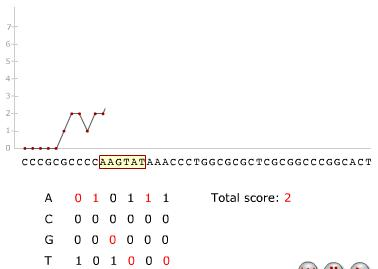 7
6
5
4
3
2
1
0
CCCGCGCCCCAAGTATAAACCCTGGCGCGCTCGCGGCCCGGCACT
A 0 1 0 1 1 1 Total score: 2
C 0 0 0 0 0 0
G 0 0 0 0 0 0
T 1 0 1 0 0 0